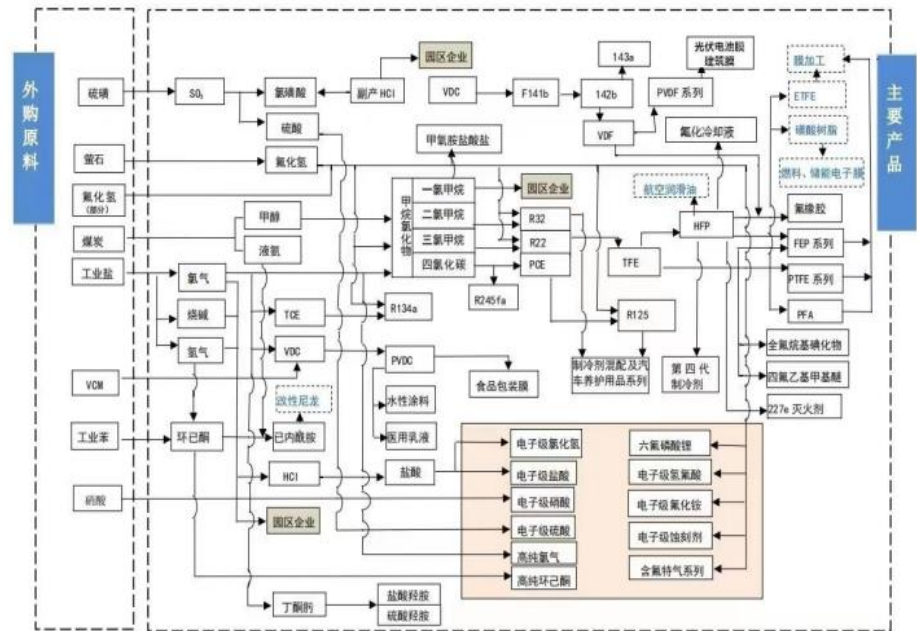 外购原料
主要产品
硫磺
萤石
氟化氢
(部分)
煤炭
工业盐
VCM
工业苯
硝酸
SO₃
氯磺酸
副产HCl
园区企业
硫酸
氟化氢
VDC
F141b
142b
143a
VDF
PVDF系列
光伏电池膜
建筑膜
氟化冷却液
膜加工
ETFE
磺酸树脂
燃料、储能电子膜
甲氧胺盐酸盐
甲醇
液氨
甲烷氯化物
一氯甲烷
二氯甲烷
三氯甲烷
四氯化碳
园区企业
R32
R22
PCE
R245fa
航空润滑油
HFP
TFE
氟橡胶
FEP系列
PTFE系列
PFA
氯气
烧碱
氢气
TCE
R134a
R125
VDC
PVDC
食品包装膜
制冷剂混配及汽
车养护用品系列
第四代
制冷剂
全氟烷基碘化物
四氟乙基甲基醚
227e 灭火剂
改性尼龙
水性涂料
医用乳液
环己酮
己内酰胺
HCl
盐酸
园区企业
电子级氯化氢
电子级盐酸
电子级硝酸
电子级硫酸
高纯氯气
高纯环己酮
六氟磷酸锂
电子级氢氟酸
电子级氟化铵
电子级蚀刻剂
含氟特气系列
丁酮肟
盐酸羟胺
硫酸羟胺